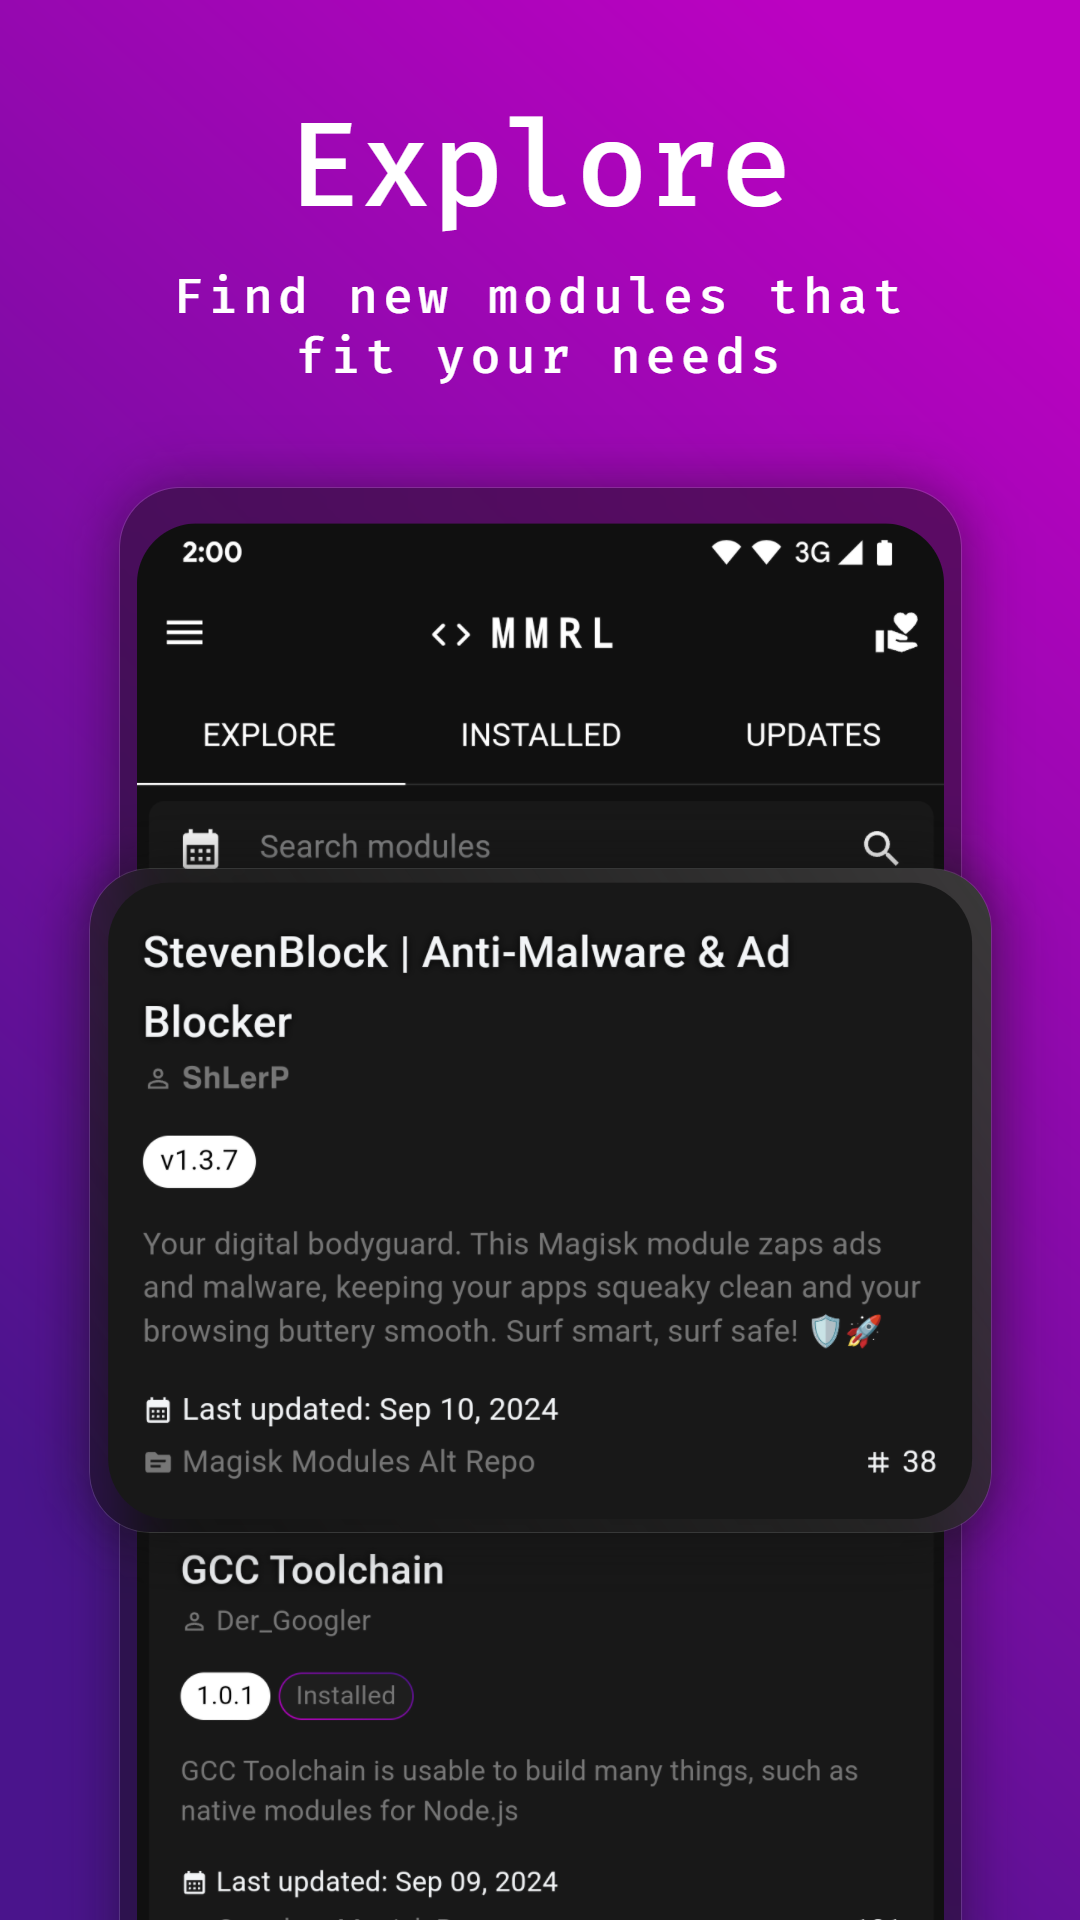 Explore
Find new modules that
fit your needs
2:00
3G
<> MMRL
EXPLORE INSTALLED UPDATES
Search modules
StevenBlock | Anti-Malware & Ad
Blocker
ShLerP
v1.3.7
Your digital bodyguard. This Magisk module zaps ads
and malware, keeping your apps squeaky clean and your
browsing buttery smooth. Surf smart, surf safe! 🛡️🚀
Last updated: Sep 10, 2024
Magisk Modules Alt Repo # 38
GCC Toolchain
Der_Googler
1.0.1 Installed
GCC Toolchain is usable to build many things, such as
native modules for Node.js
Last updated: Sep 09, 2024